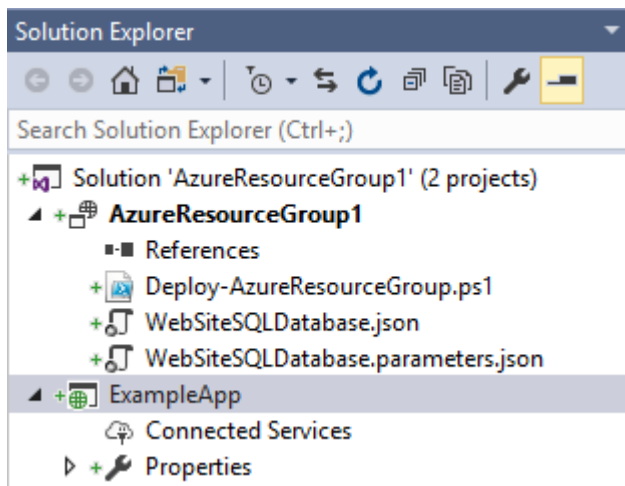 Solution Explorer
Search Solution Explorer (Ctrl+;)
Solution 'AzureResourceGroup1' (2 projects)
AzureResourceGroup1
References
Deploy-AzureResourceGroup.ps1
WebSiteSQLDatabase.json
WebSiteSQLDatabase.parameters.json
ExampleApp
Connected Services
Properties